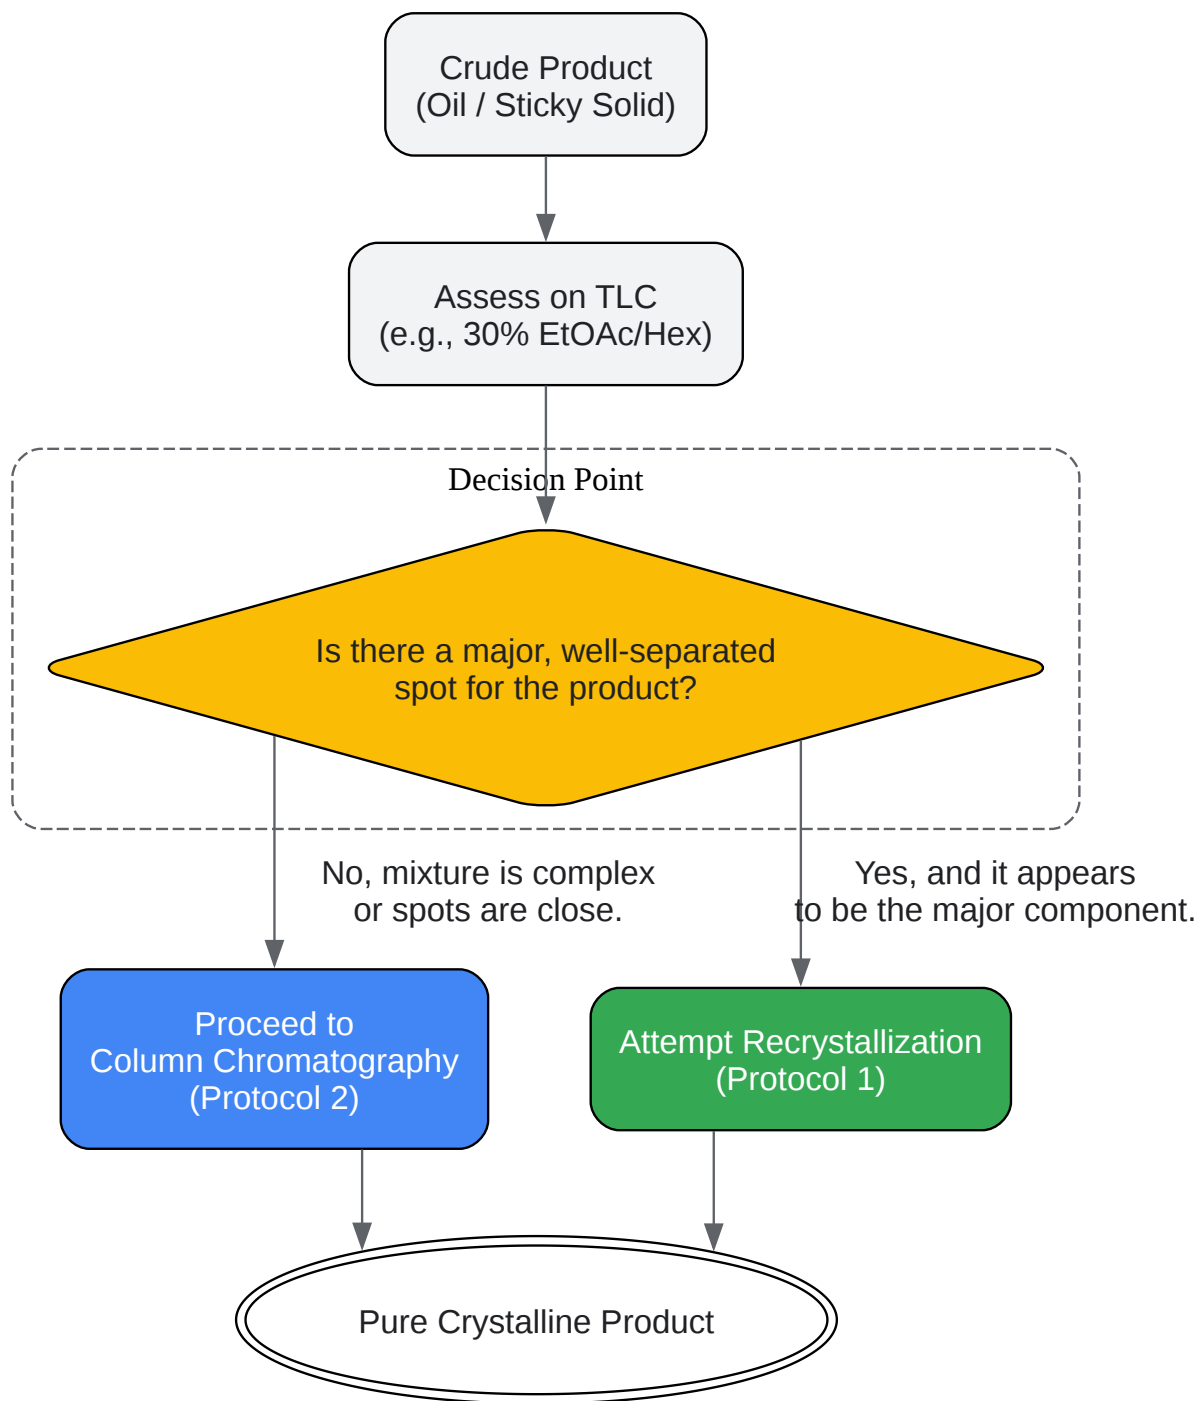 Crude Product
(Oil / Sticky Solid)
Assess on TLC
(e.g., 30% EtOAc/Hex)
Decision Point
Is there a major, well-separated
spot for the product?
No, mixture is complex
or spots are close.
Yes, and it appears
to be the major component.
Proceed to
Column Chromatography
(Protocol 2)
Attempt Recrystallization
(Protocol 1)
Pure Crystalline Product